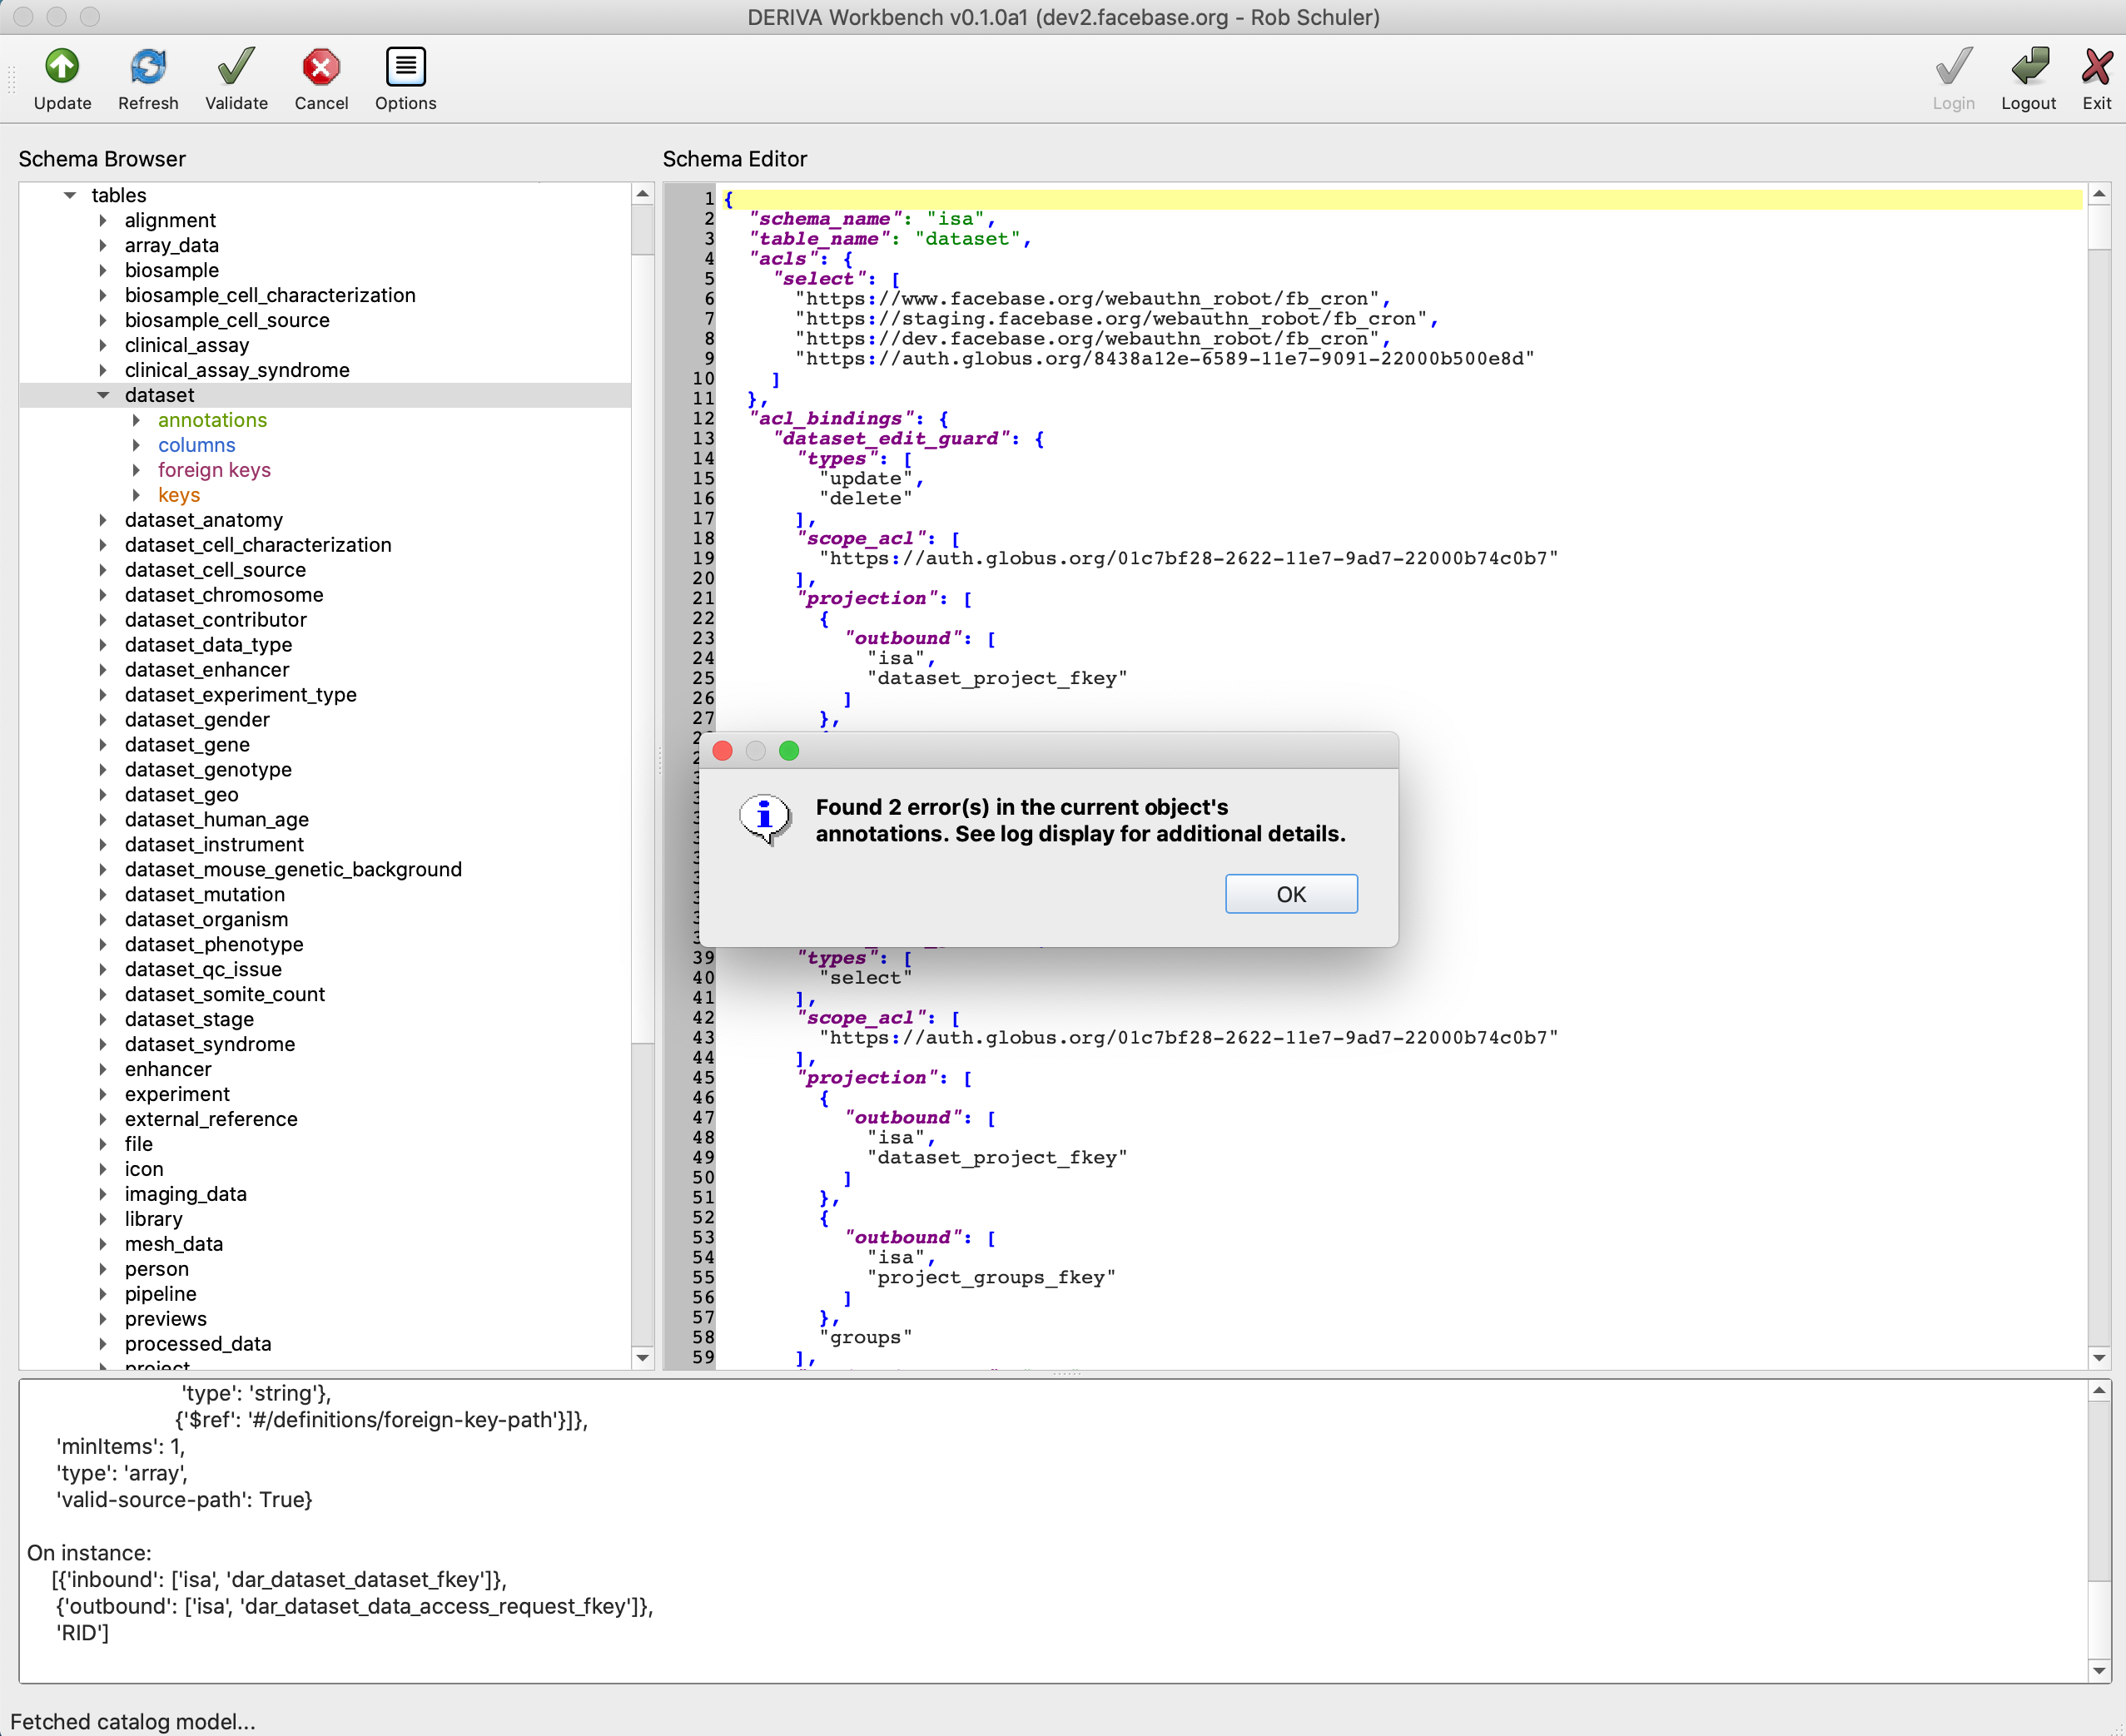 DERIVA Workbench v0.1.0a1 (dev2.facebase.org - Rob Schuler)
Update Refresh Validate Cancel Options Login Logout Exit
Schema Browser
tables
alignment
array_data
biosample
biosample_cell_characterization
biosample_cell_source
clinical_assay
clinical_assay_syndrome
dataset
annotations
columns
foreign keys
keys
dataset_anatomy
dataset_cell_characterization
dataset_cell_source
dataset_chromosome
dataset_contributor
dataset_data_type
dataset_enhancer
dataset_experiment_type
dataset_gender
dataset_gene
dataset_genotype
dataset_geo
dataset_human_age
dataset_instrument
dataset_mouse_genetic_background
dataset_mutation
dataset_organism
dataset_phenotype
dataset_qc_issue
dataset_somite_count
dataset_stage
dataset_syndrome
enhancer
experiment
external_reference
file
icon
imaging_data
library
mesh_data
person
pipeline
previews
processed_data
project
Schema Editor
1 {
2 "schema_name": "isa",
3 "table_name": "dataset",
4 "acls": {
5 "select": [
6 "https://www.facebase.org/webauthn_robot/fb_cron",
7 "https://staging.facebase.org/webauthn_robot/fb_cron",
8 "https://dev.facebase.org/webauthn_robot/fb_cron",
9 "https://auth.globus.org/8438a12e-6589-11e7-9091-22000b500e8d"
10 ]
11 },
12 "acl_bindings": {
13 "dataset_edit_guard": {
14 "types": [
15 "update",
16 "delete"
17 ],
18 "scope_acl": [
19 "https://auth.globus.org/01c7bf28-2622-11e7-9ad7-22000b74c0b7"
20 ],
21 "projection": [
22 {
23 "outbound": [
24 "isa",
25 "dataset_project_fkey"
26 ]
27 },
Found 2 error(s) in the current object's
annotations. See log display for additional details.
OK
39 "types": [
40 "select"
41 ],
42 "scope_acl": [
43 "https://auth.globus.org/01c7bf28-2622-11e7-9ad7-22000b74c0b7"
44 ],
45 "projection": [
46 {
47 "outbound": [
48 "isa",
49 "dataset_project_fkey"
50 ]
51 },
52 {
53 "outbound": [
54 "isa",
55 "project_groups_fkey"
56 ]
57 },
58 "groups"
59 ],
'type': 'string'},
{'$ref': '#/definitions/foreign-key-path'}]},
'minItems': 1,
'type': 'array',
'valid-source-path': True}
On instance:
[{'inbound': ['isa', 'dar_dataset_dataset_fkey']},
{'outbound': ['isa', 'dar_dataset_data_access_request_fkey']},
'RID']
Fetched catalog model...